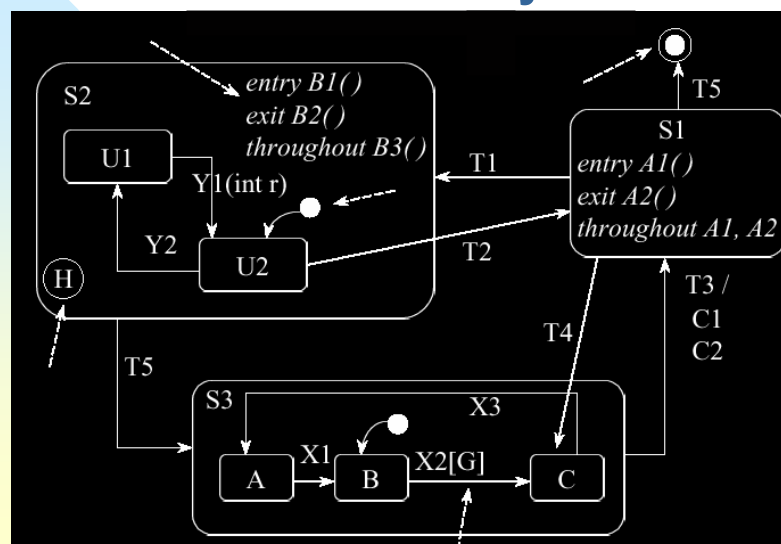 S2
entry B1()
exit B2()
throughout B3()
U1
Y1(int r)
Y2
U2
H
T1
T2
T5
S1
entry A1()
exit A2()
throughout A1, A2
T4
T3 /
C1
C2
T5
S3
X3
X1
X2[G]
A
B
C